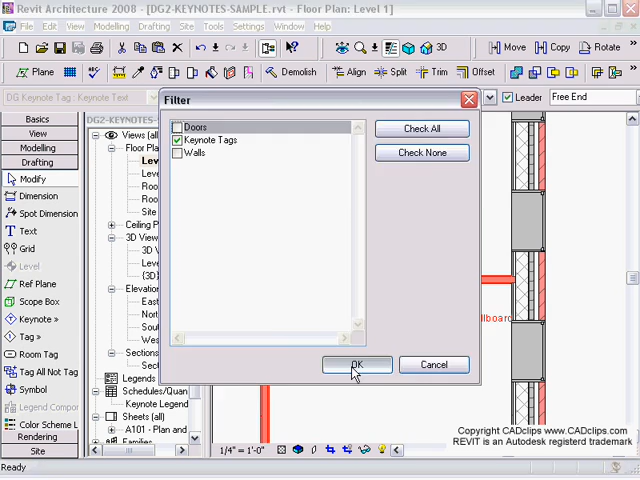 Revit Architecture 2008 - [DG2-KEYNOTES-SAMPLE.rvt - Floor Plan: Level 1]
File Edit View Modelling Drafting Site Tools Settings Window Help
3D Move Copy Rotate
Plane Demolish Align Split Trim Offset
DG Keynote Tag : Keynote Text Leader Free End
Filter
Basics
View
Modelling
Drafting
Modify
Dimension
Spot Dimension
Text
Grid
Level
Ref Plane
Scope Box
Keynote »
Tag »
Room Tag
Tag All Not Tag
Symbol
Legend Compor
Color Scheme L
Rendering
Site
DG2-KEYNOTES
Views (all)
Floor Plan
Lev
Leve
Roo
Roo
Site
Ceiling P
3D View
3D V
Leve
{3D}
Elevation
East
Nort
Sout
Wes
Sections
Sect
Legends
Schedules/Quan
Keynote Legend
Sheets (all)
A101 - Plan and
Families
Doors
Keynote Tags
Walls
Check All
Check None
OK
Cancel
llboard
1/4" = 1'-0"
Copyright CADclips www.CADclips.com
REVIT is an Autodesk registerd trademark
Ready